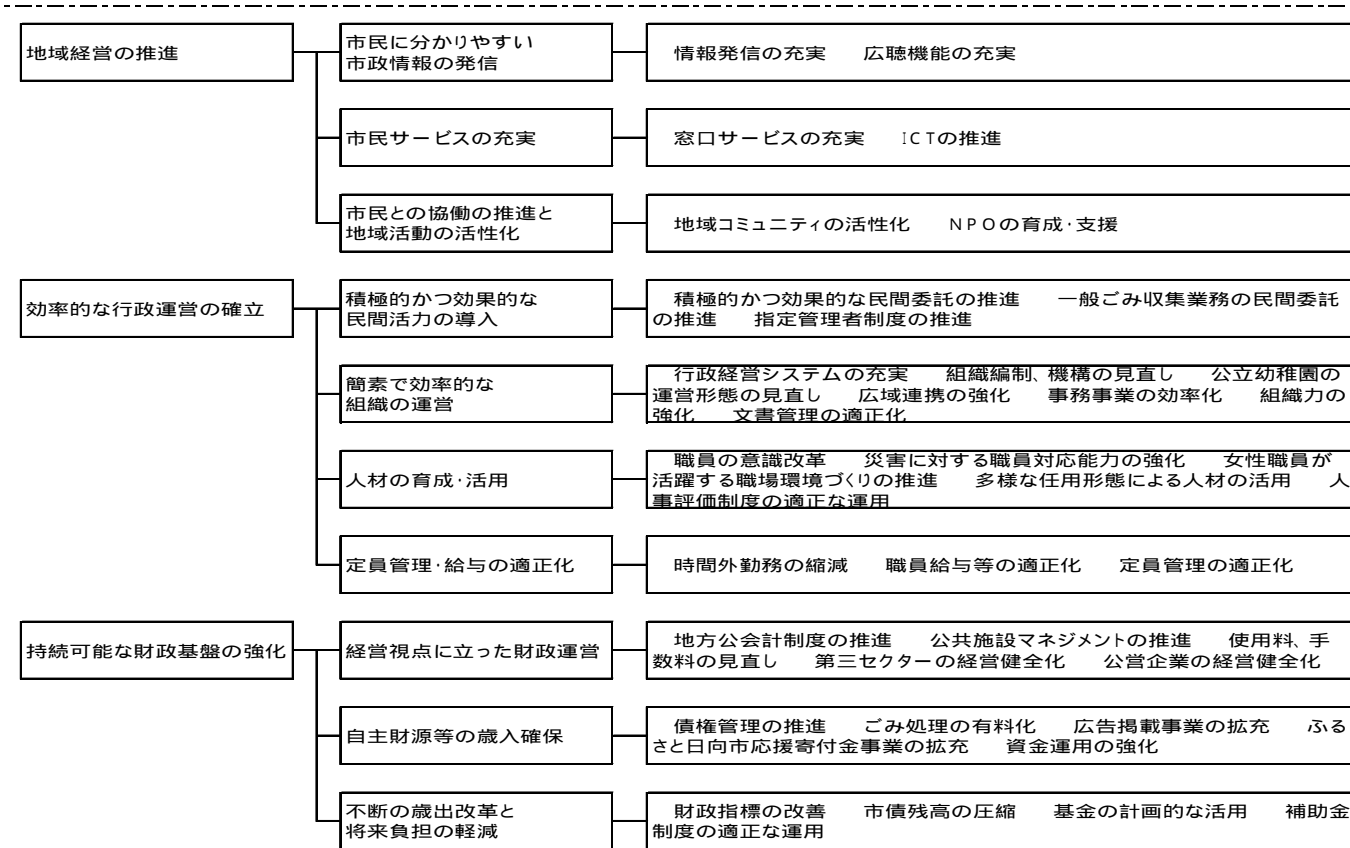 地域経営の推進
市民に分かりやすい
市政情報の発信
情報発信の充実　広聴機能の充実
市民サービスの充実
窓口サービスの充実　ICTの推進
市民との協働の推進と
地域活動の活性化
地域コミュニティの活性化　NPOの育成・支援
効率的な行政運営の確立
積極的かつ効果的な
民間活力の導入
積極的かつ効果的な民間委託の推進　一般ごみ収集業務の民間委託
の推進　指定管理者制度の推進
簡素で効率的な
組織の運営
行政経営システムの充実　組織編制、機構の見直し　公立幼稚園の
運営形態の見直し　広域連携の強化　事務事業の効率化　組織力の
強化　文書管理の適正化
人材の育成・活用
職員の意識改革　災害に対する職員対応能力の強化　女性職員が
活躍する職場環境づくりの推進　多様な任用形態による人材の活用　人
事評価制度の適正な運用
定員管理・給与の適正化
時間外勤務の縮減　職員給与等の適正化　定員管理の適正化
持続可能な財政基盤の強化
経営視点に立った財政運営
地方公会計制度の推進　公共施設マネジメントの推進　使用料、手
数料の見直し　第三セクターの経営健全化　公営企業の経営健全化
自主財源等の歳入確保
債権管理の推進　ごみ処理の有料化　広告掲載事業の拡充　ふる
さと日向市応援寄付金事業の拡充　資金運用の強化
不断の歳出改革と
将来負担の軽減
財政指標の改善　市債残高の圧縮　基金の計画的な活用　補助金
制度の適正な運用